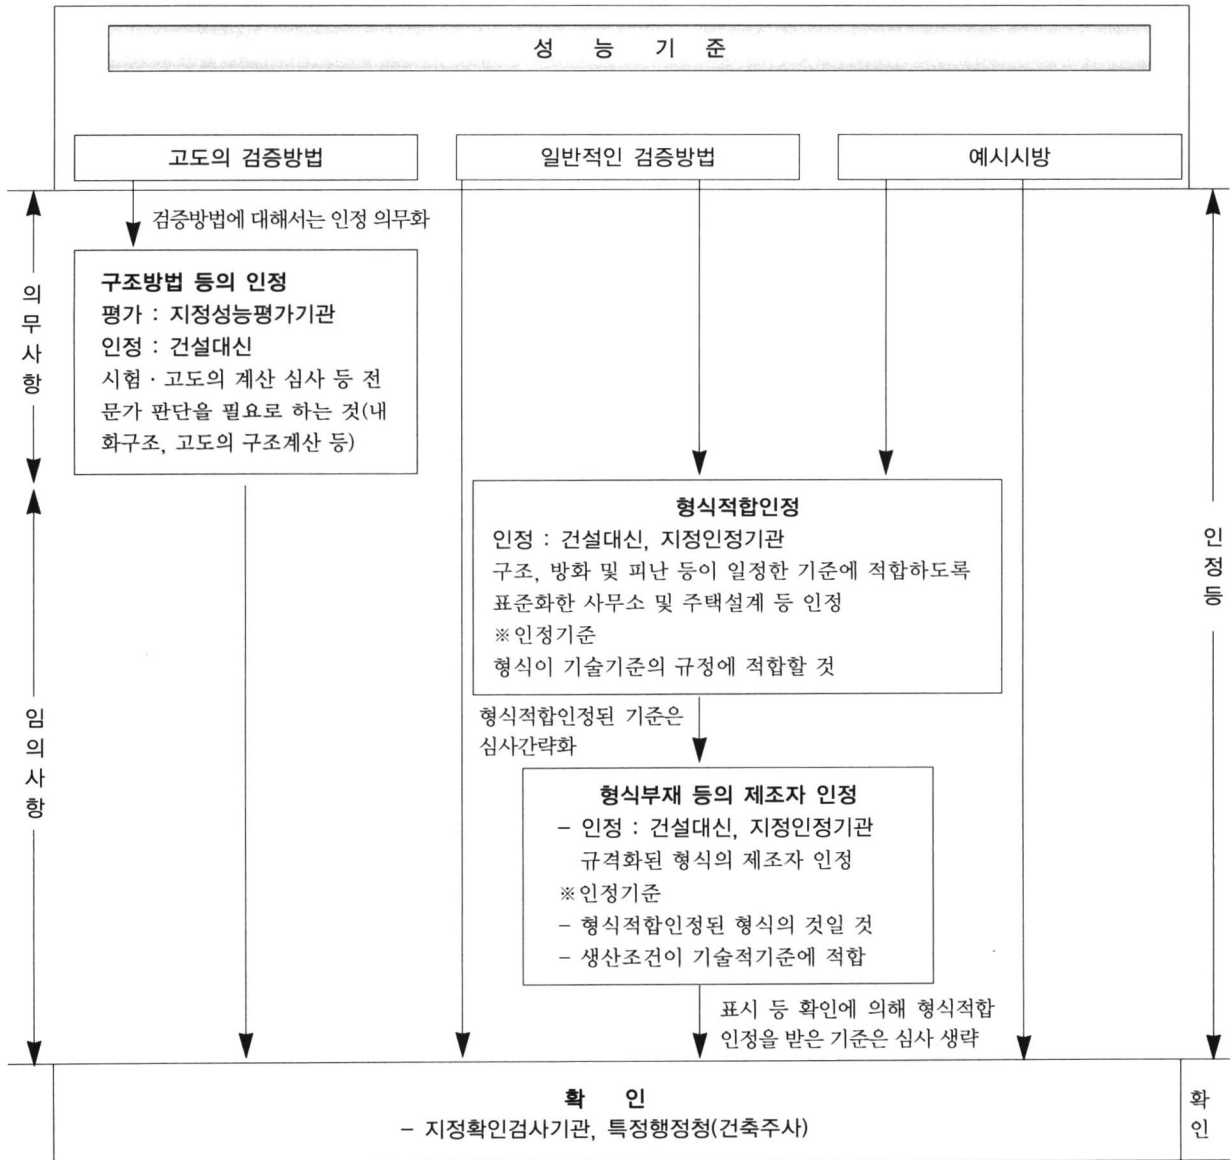 성 능 기 준
고도의 검증방법
일반적인 검증방법
예시시방
검증방법에 대해서는 인정 의무화
의무사항
구조방법 등의 인정
평가 : 지정성능평가기관
인정 : 건설대신
시험 · 고도의 계산 심사 등 전
문가 판단을 필요로 하는 것(내
화구조, 고도의 구조계산 등)
형식적합인정
인정 : 건설대신, 지정인정기관
구조, 방화 및 피난 등이 일정한 기준에 적합하도록
표준화한 사무소 및 주택설계 등 인정
※인정기준
형식이 기술기준의 규정에 적합할 것
인정등
임의사항
형식적합인정된 기준은
심사간략화
형식부재 등의 제조자 인정
– 인정 : 건설대신, 지정인정기관
규격화된 형식의 제조자 인정
※인정기준
– 형식적합인정된 형식의 것일 것
– 생산조건이 기술적기준에 적합
표시 등 확인에 의해 형식적합
인정을 받은 기준은 심사 생략
확 인
– 지정확인검사기관, 특정행정청(건축주사)
확인